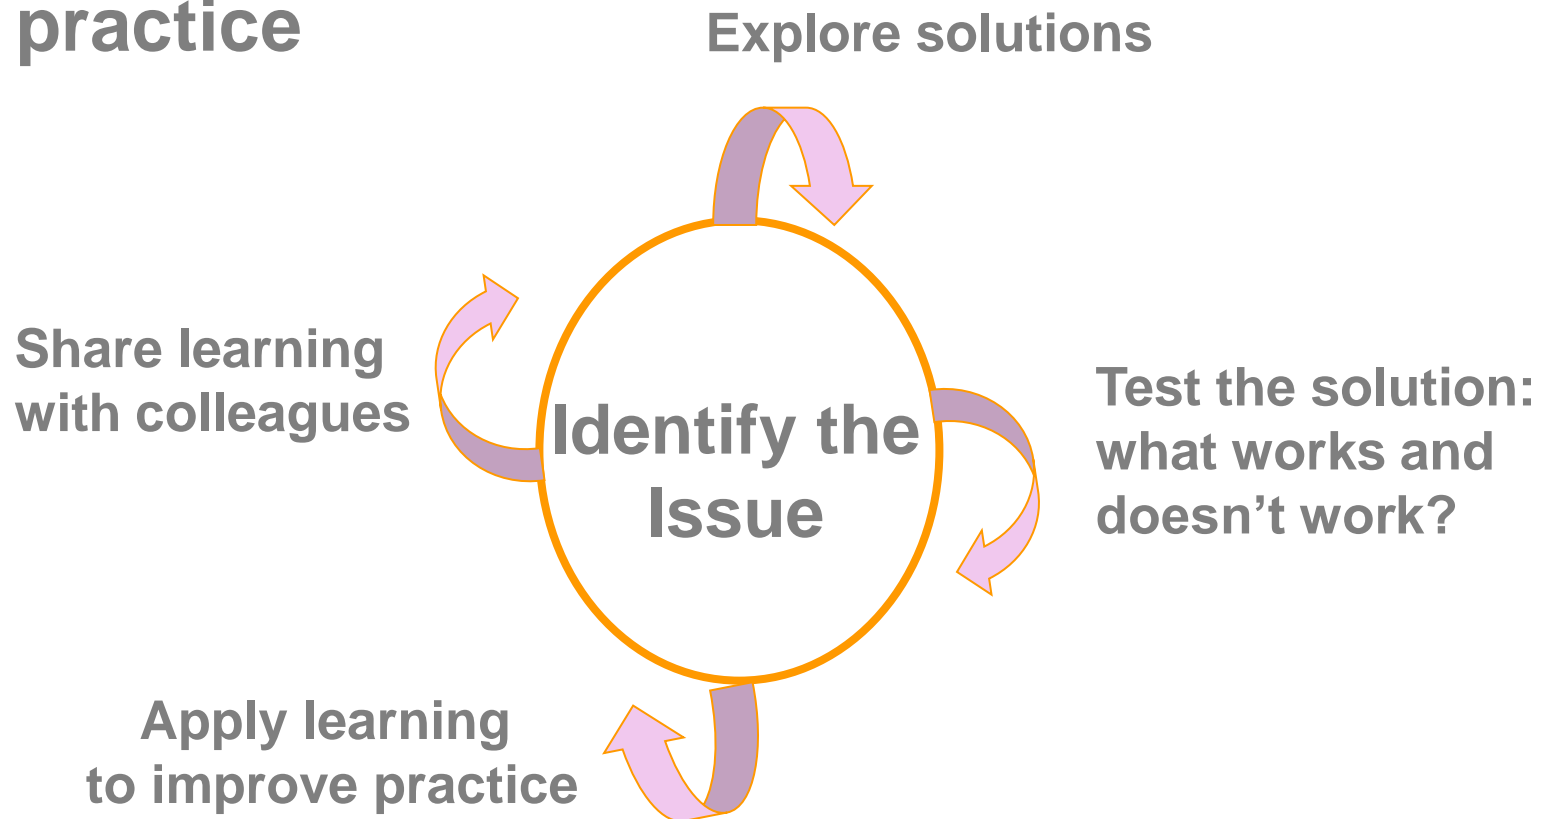 practice
Explore solutions
Share learning
with colleagues
Identify the
Issue
Test the solution:
what works and
doesn’t work?
Apply learning
to improve practice